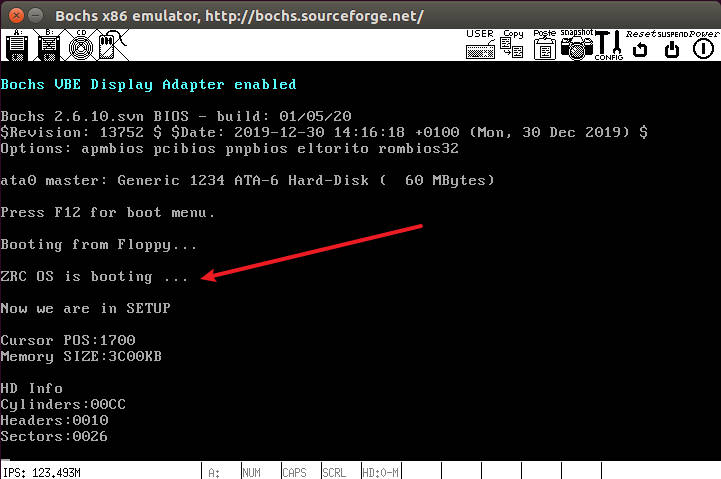 Bochs x86 emulator, http://bochs.sourceforge.net/
A: B: CD USER Copy Paste snapshot CONFIG Reset SUSPEND Power
Bochs VBE Display Adapter enabled
Bochs 2.6.10.svn BIOS - build: 01/05/20
$Revision: 13752 $ $Date: 2019-12-30 14:16:18 +0100 (Mon, 30 Dec 2019) $
Options: apmbios pcibios pnpbios eltorito rombios32
ata0 master: Generic 1234 ATA-6 Hard-Disk (  60 MBytes)
Press F12 for boot menu.
Booting from Floppy...
ZRC OS is booting ...
Now we are in SETUP
Cursor POS:1700
Memory SIZE:3C00KB
HD Info
Cylinders:00CC
Headers:0010
Sectors:0026
IPS: 123.493M A: NUM CAPS SCRL HD:0-M